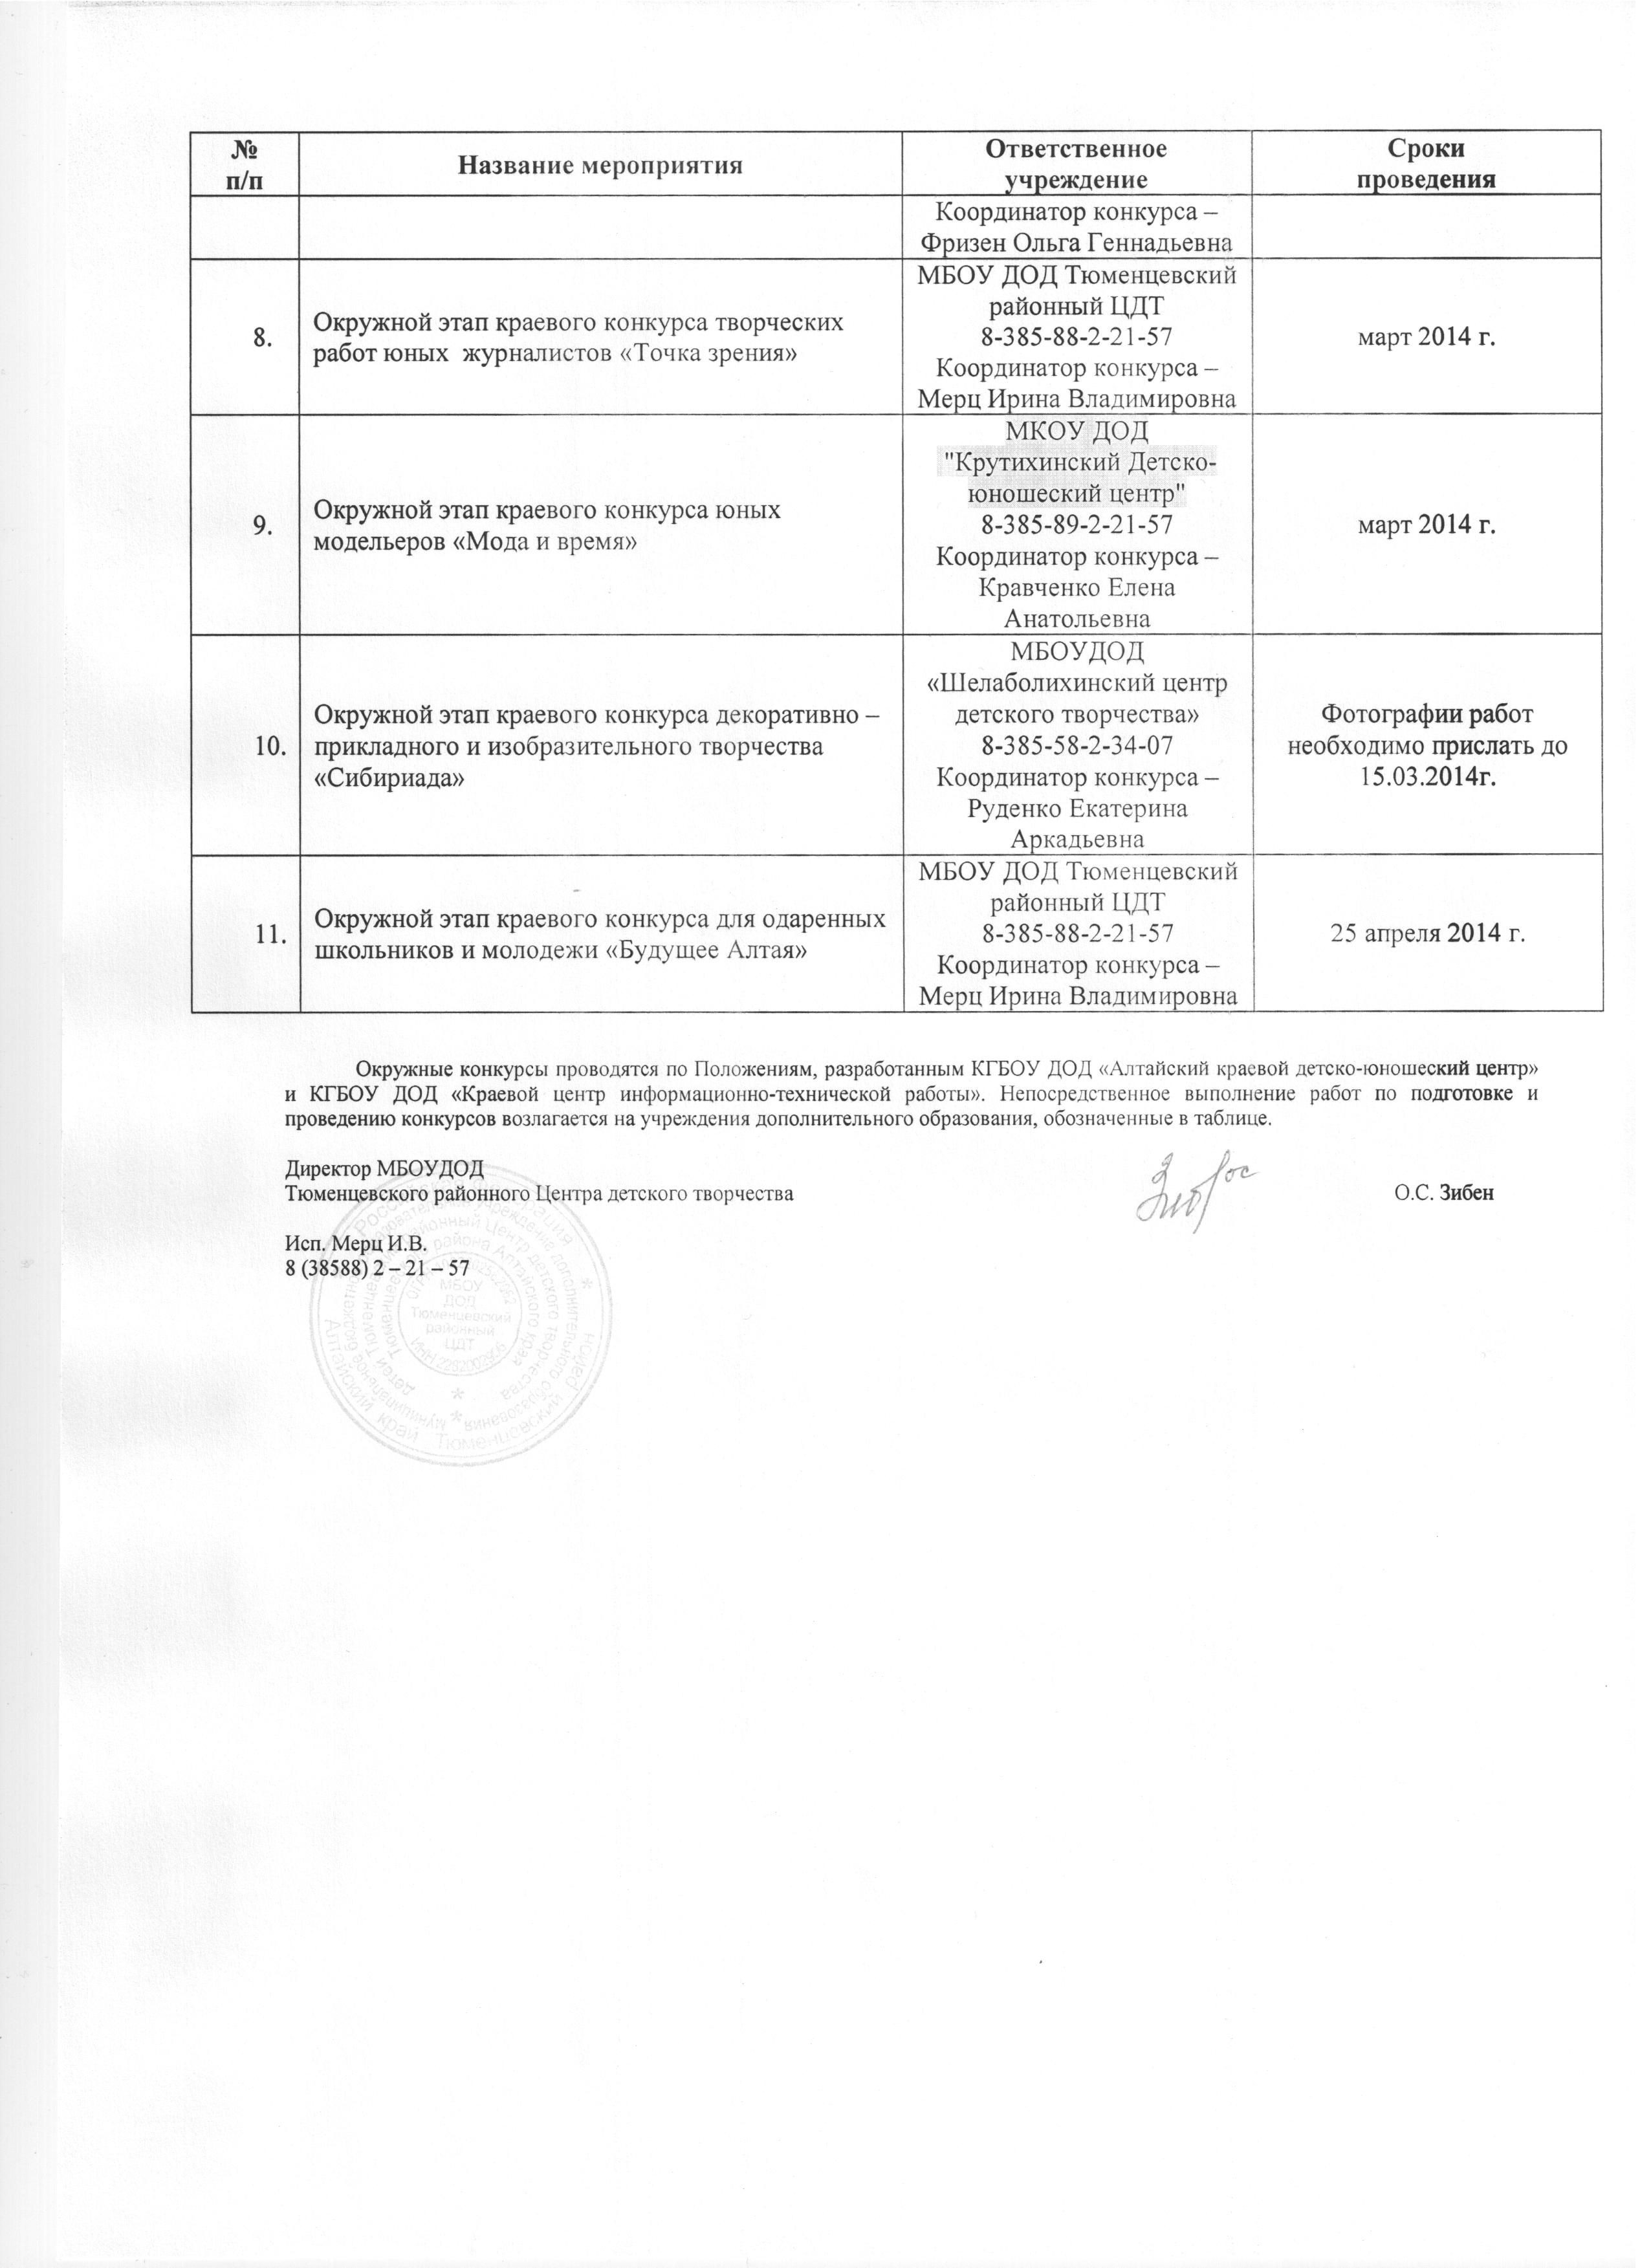 №
п/п
Название мероприятия
Ответственное
учреждение
Сроки
проведения
Координатор конкурса –
Фризен Ольга Геннадьевна
8.
Окружной этап краевого конкурса творческих
работ юных журналистов «Точка зрения»
МБОУ ДОД Тюменцевский
районный ЦДТ
8-385-88-2-21-57
Координатор конкурса –
Мерц Ирина Владимировна
март 2014 г.
9.
Окружной этап краевого конкурса юных
модельеров «Мода и время»
МКОУ ДОД
"Крутихинский Детско-
юношеский центр"
8-385-89-2-21-57
Координатор конкурса –
Кравченко Елена
Анатольевна
март 2014 г.
10.
Окружной этап краевого конкурса декоративно –
прикладного и изобразительного творчества
«Сибириада»
МБОУДОД
«Шелаболихинский центр
детского творчества»
8-385-58-2-34-07
Координатор конкурса –
Руденко Екатерина
Аркадьевна
Фотографии работ
необходимо прислать до
15.03.2014г.
11.
Окружной этап краевого конкурса для одаренных
школьников и молодежи «Будущее Алтая»
МБОУ ДОД Тюменцевский
районный ЦДТ
8-385-88-2-21-57
Координатор конкурса –
Мерц Ирина Владимировна
25 апреля 2014 г.
Окружные конкурсы проводятся по Положениям, разработанным КГБОУ ДОД «Алтайский краевой детско-юношеский центр»
и КГБОУ ДОД «Краевой центр информационно-технической работы». Непосредственное выполнение работ по подготовке и
проведению конкурсов возлагается на учреждения дополнительного образования, обозначенные в таблице.
Директор МБОУДОД
Тюменцевского районного Центра детского творчества
О.С. Зибен
Исп. Мерц И.В.
8 (38588) 2 – 21 – 57
МБОУ
ДОД
Тюменцевский
районный
ЦДТ
Алтайский край Тюменцевский район